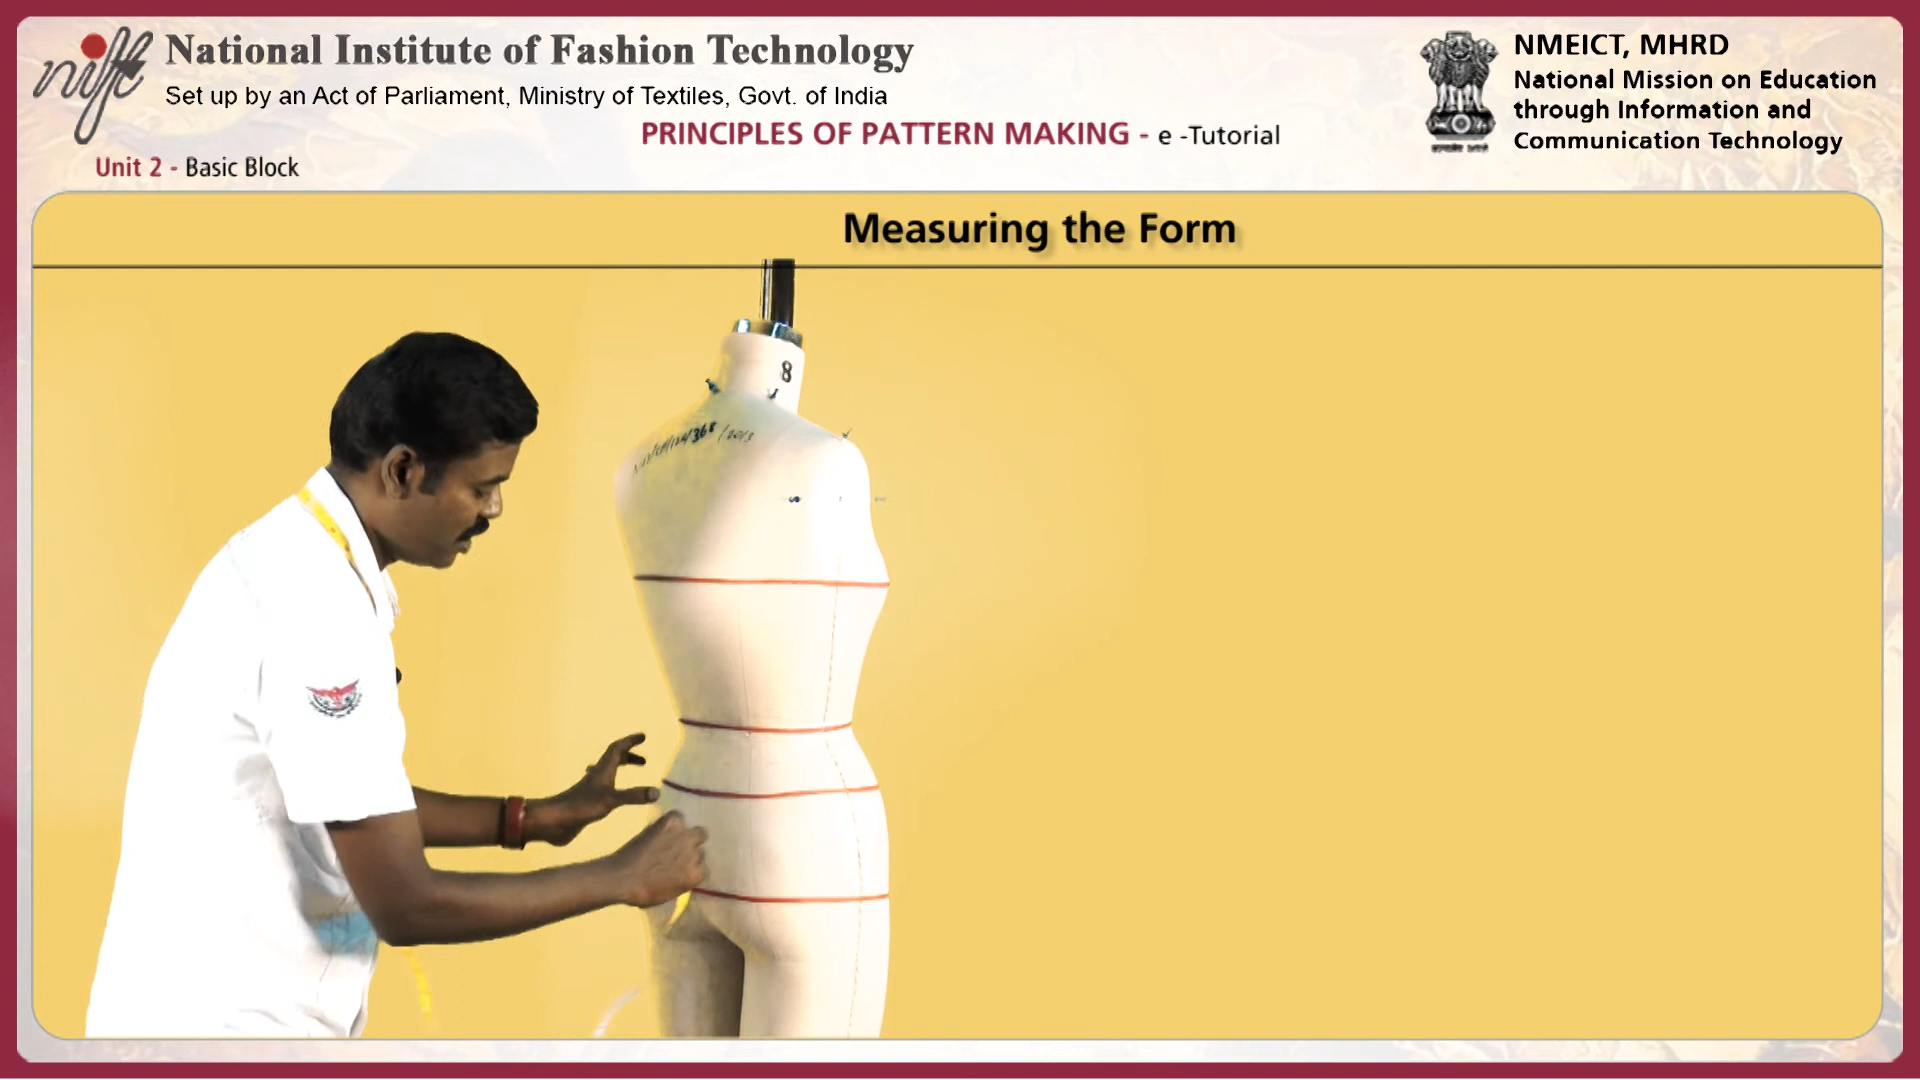 nift National Institute of Fashion Technology
Set up by an Act of Parliament, Ministry of Textiles, Govt. of India
NMEICT, MHRD
National Mission on Education
through Information and
Communication Technology
PRINCIPLES OF PATTERN MAKING - e -Tutorial
Unit 2 - Basic Block
Measuring the Form
8